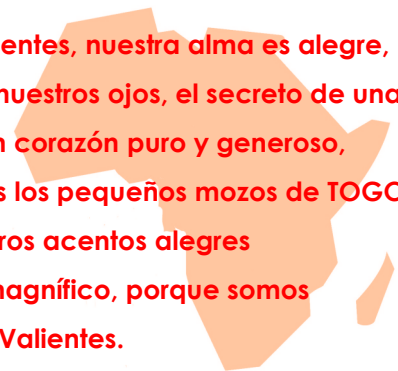 entes, nuestra alma es alegre,
nuestros ojos, el secreto de una
corazón puro y generoso,
los pequeños mozos de TOGO
ros acentos alegres
magnífico, porque somos
Valientes.